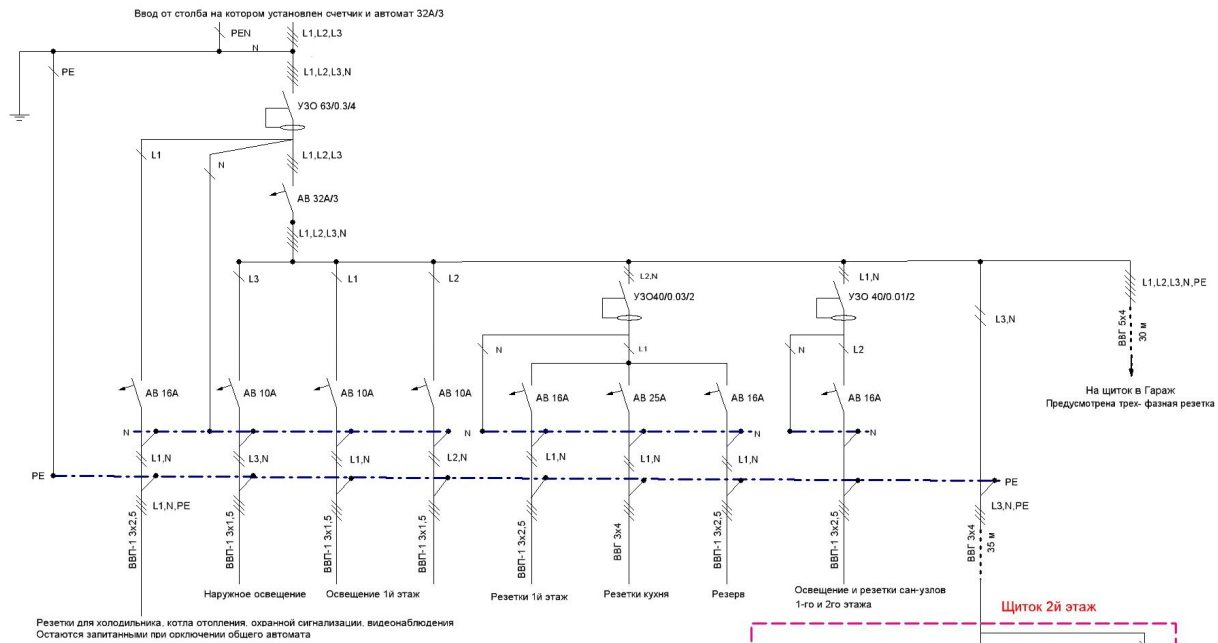 Ввод от столба на котором установлен счетчик и автомат 32А/3
PEN
L1,L2,L3
N
PE
L1,L2,L3,N
УЗО 63/0.3/4
L1
N
L1,L2,L3
АВ 32А/3
L1,L2,L3,N
L3
L1
L2
L2,N
L1,N
L1,L2,L3,N,PE
УЗО40/0.03/2
УЗО 40/0.01/2
ВВГ 5х4
30 м
L3,N
N
L1
N
L2
АВ 16А
АВ 10А
АВ 10А
АВ 10А
АВ 16А
АВ 25А
АВ 16А
АВ 16А
На щиток в Гараж
Предусмотрена трех- фазная резетка
N
N
N
N
L1,N
L3,N
L1,N
L2,N
L1,N
L1,N
L1,N
PE
PE
L1,N,PE
L3,N,PE
ВВП-1 3х2,5
ВВП-1 3х1,5
ВВП-1 3х1,5
ВВП-1 3х1,5
ВВП-1 3х2,5
ВВГ 3х4
ВВП-1 3х2,5
ВВП-1 3х2,5
ВВГ 3х4
35 м
Наружное освещение
Освещение 1й этаж
Резетки 1й этаж
Резетки кухня
Резерв
Освещение и резетки сан-узлов
1-го и 2го этажа
Щиток 2й этаж
Резетки для холодильника, котла отопления, охранной сигнализации, видеонаблюдения
Остаются запитанными при орключении общего автомата